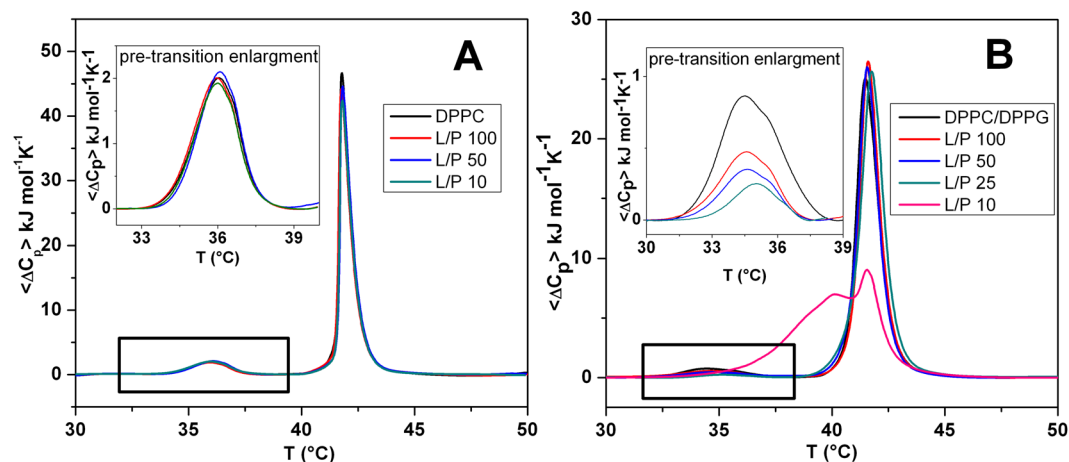 A
pre-transition enlargment
2
1
0
33
36
39
T (°C)
<ΔCp> kJ mol-1K-1
DPPC
L/P 100
L/P 50
L/P 10
50
40
30
20
10
0
30
35
40
45
50
T (°C)
<ΔCp> kJ mol-1K-1
B
pre-transition enlargment
1
0
30
33
36
39
T (°C)
<ΔCp> kJ mol-1K-1
DPPC/DPPG
L/P 100
L/P 50
L/P 25
L/P 10
30
20
10
0
30
35
40
45
50
T (°C)
<ΔCp> kJ mol-1K-1